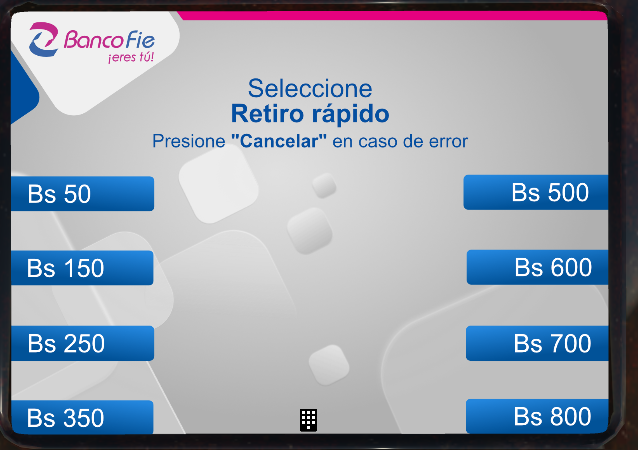 BancoFie
¡eres tú!
Seleccione
Retiro rápido
Presione "Cancelar" en caso de error
Bs 50
Bs 500
Bs 150
Bs 600
Bs 250
Bs 700
Bs 350
Bs 800